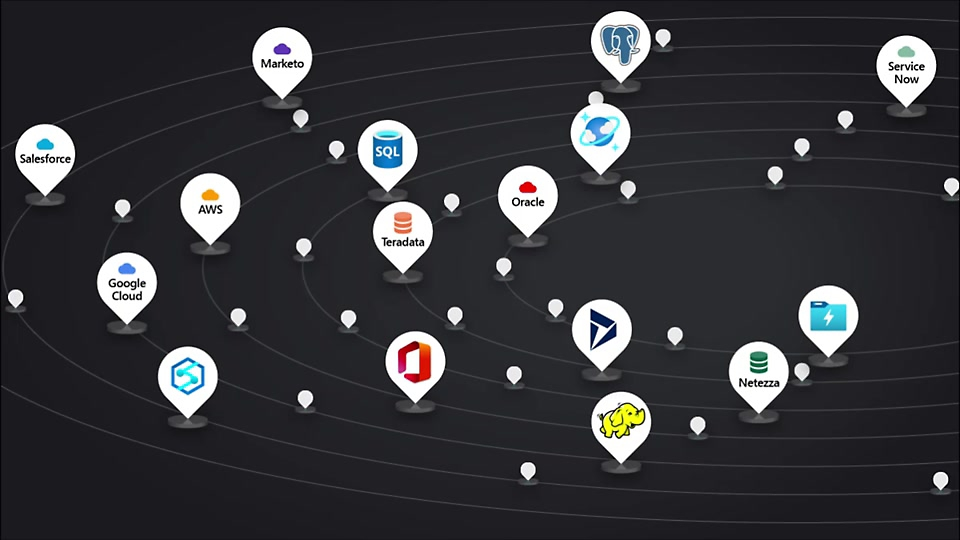 Marketo
Service
Now
Salesforce
SQL
AWS
Oracle
Teradata
Google
Cloud
Netezza